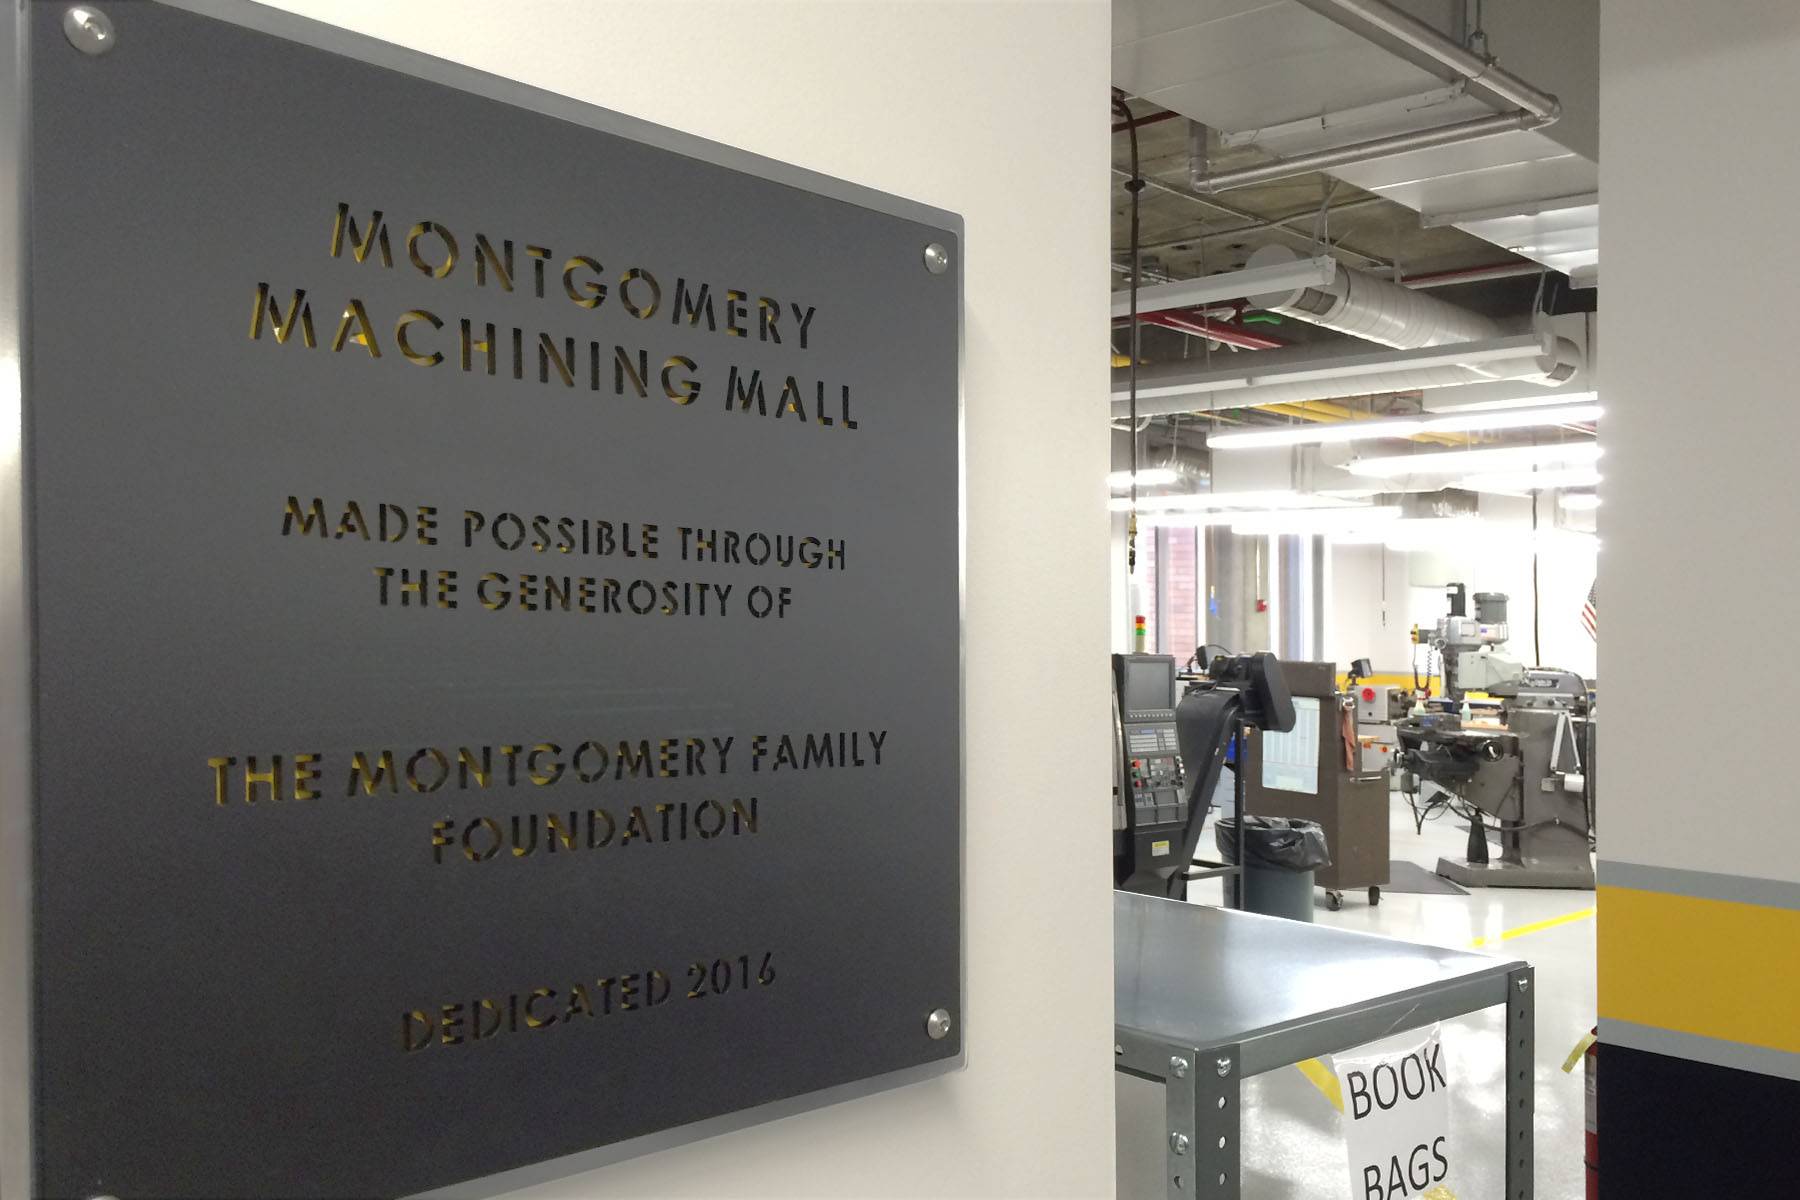 MONTGOMERY
MACHINING MALL
MADE POSSIBLE THROUGH
THE GENEROSITY OF
THE MONTGOMERY FAMILY
FOUNDATION
DEDICATED 2016
BOOK
BAGS